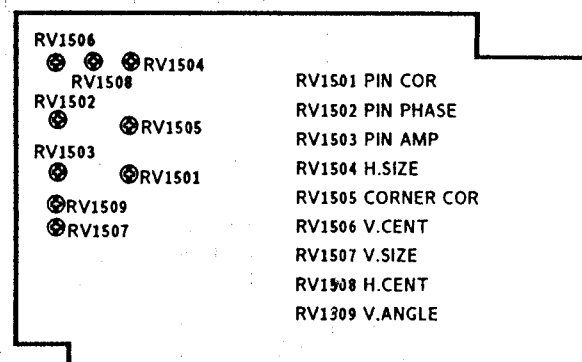 RV1506
RV1504
RV1508
RV1502
RV1505
RV1503
RV1501
RV1509
RV1507
RV1501 PIN COR
RV1502 PIN PHASE
RV1503 PIN AMP
RV1504 H.SIZE
RV1505 CORNER COR
RV1506 V.CENT
RV1507 V.SIZE
RV1508 H.CENT
RV1309 V.ANGLE